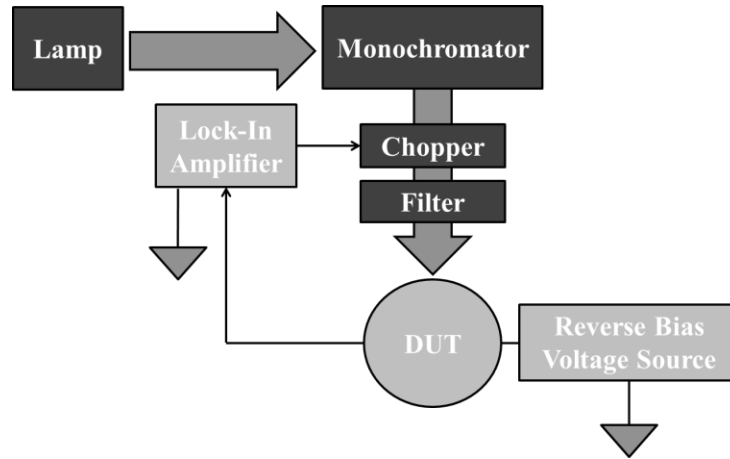 Lamp
Monochromator
Lock-In
Amplifier
Chopper
Filter
DUT
Reverse Bias
Voltage Source